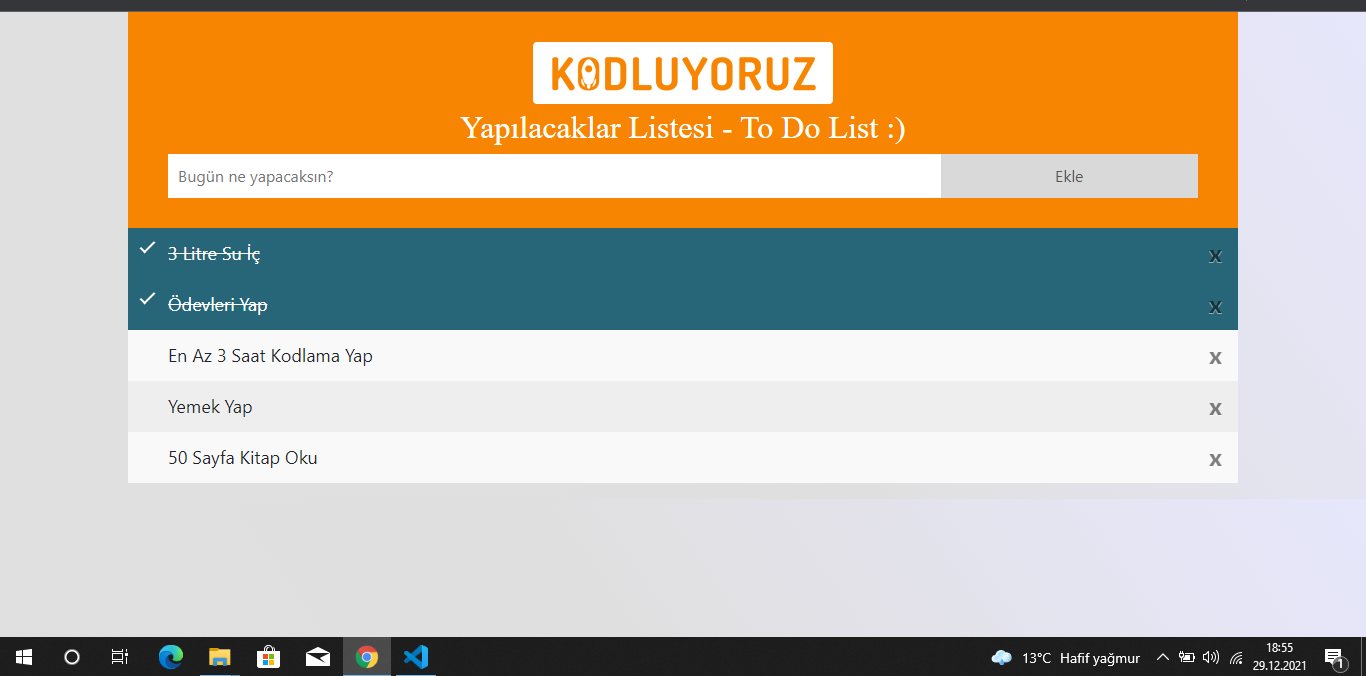 KODLUYORUZ
Yapılacaklar Listesi - To Do List :)
Bugün ne yapacaksın?
Ekle
3 Litre Su İç
x
Ödevleri Yap
x
En Az 3 Saat Kodlama Yap
x
Yemek Yap
x
50 Sayfa Kitap Oku
x
13°C Hafif yağmur
18:55
29.12.2021
1